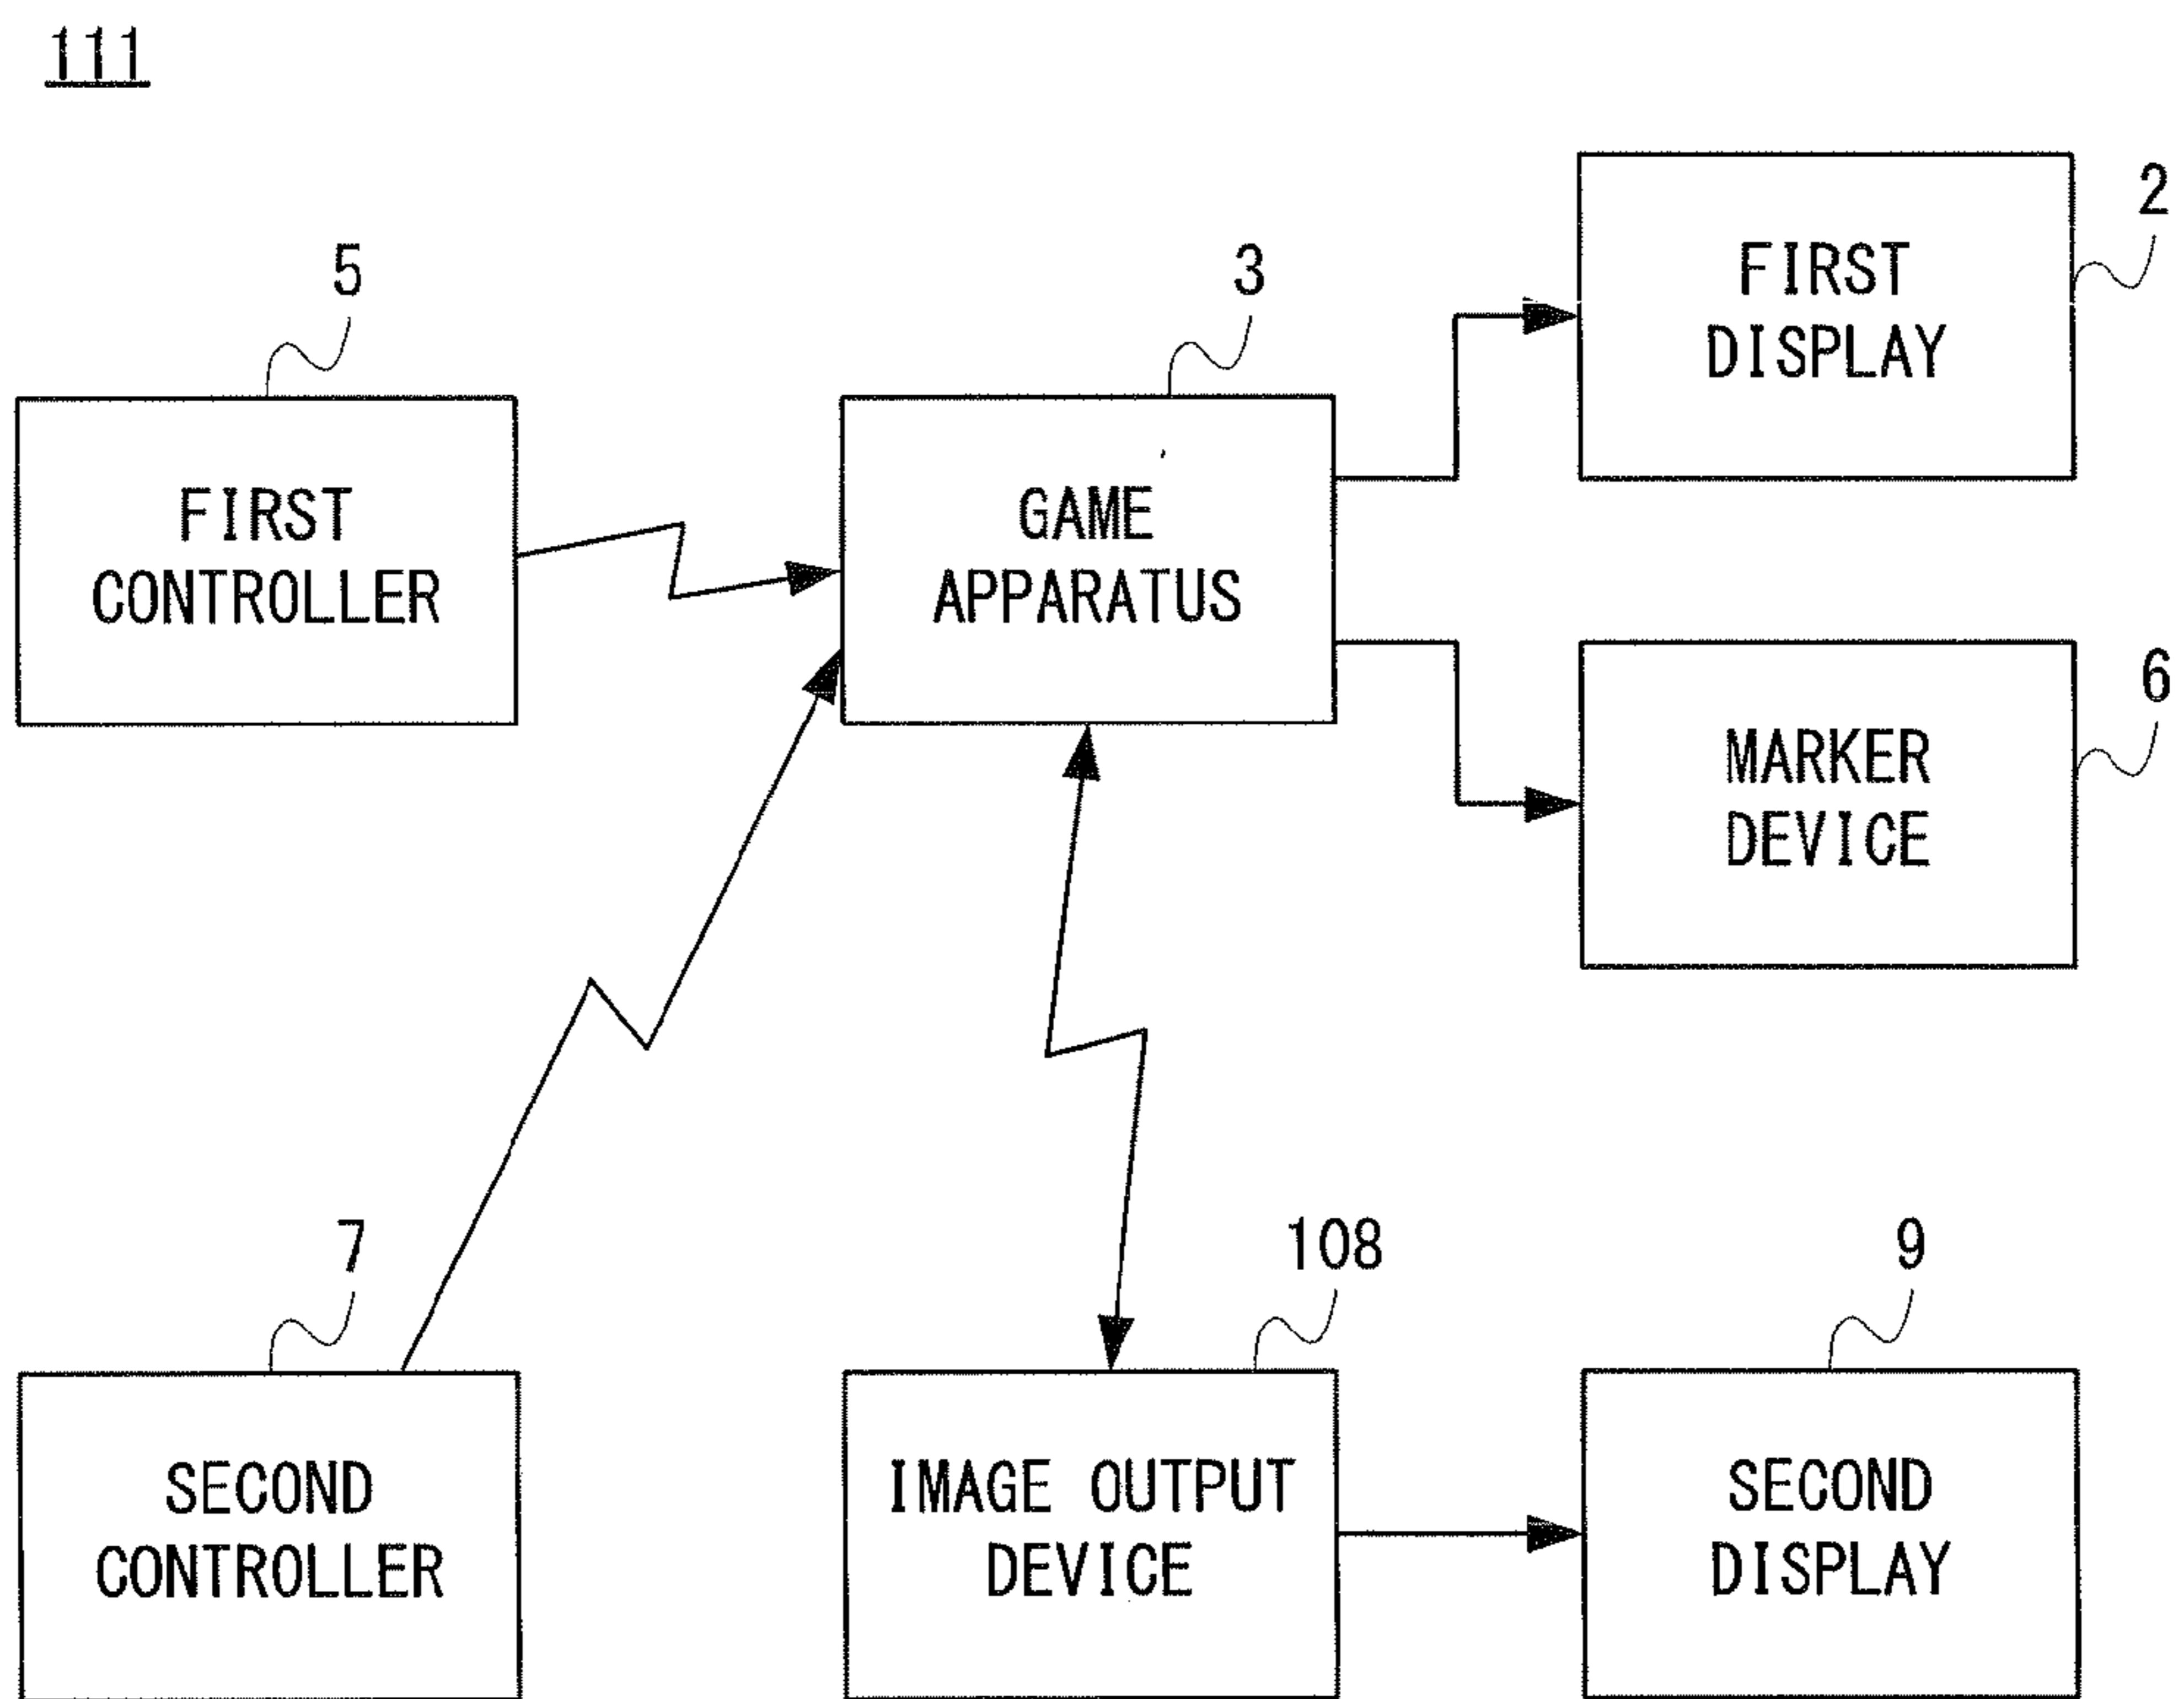 111
2
FIRST
DISPLAY
5
3
FIRST
CONTROLLER
GAME
APPARATUS
6
MARKER
DEVICE
7
108
9
SECOND
CONTROLLER
IMAGE OUTPUT
DEVICE
SECOND
DISPLAY